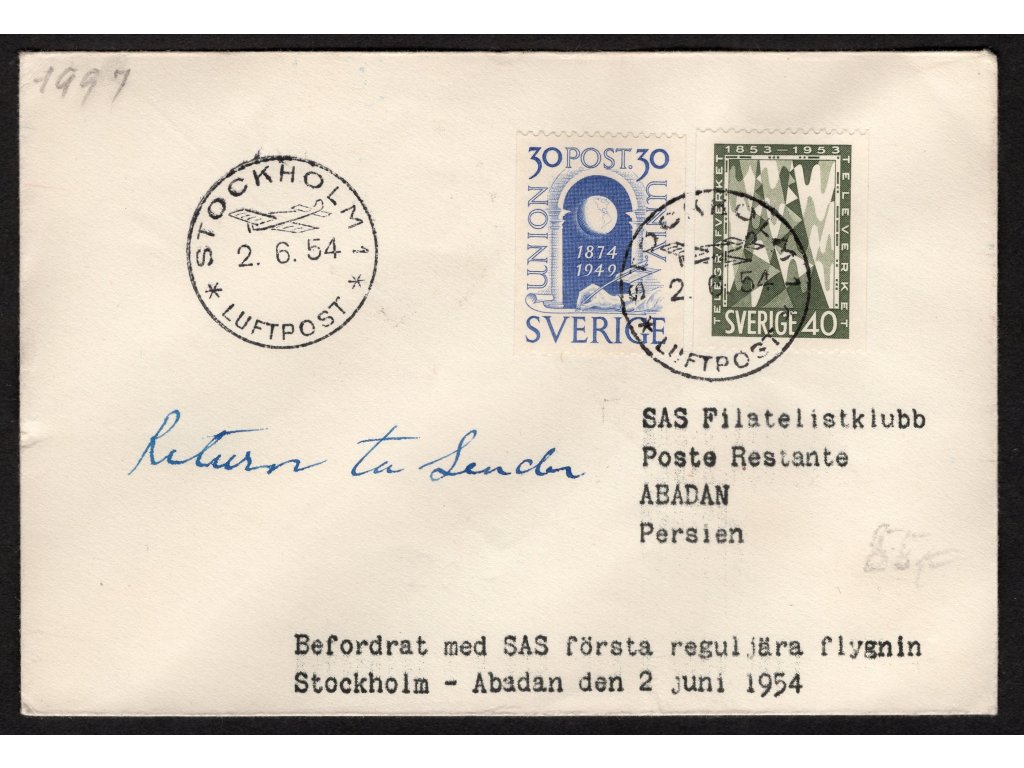 1997
STOCKHOLM 1
2. 6. 54
* LUFTPOST *
30 POST. 30
UNION
1874
1949
SVERIGE
1853-1953
TELEGRAFVERKET
TELEVERKET
SVERIGE 40
STOCKHOLM 1
2. 6. 54
* LUFTPOST *
Return to Sender
SAS Filatelistklubb
Poste Restante
ABADAN
Persien
Befordrat med SAS första reguljära flygnin
Stockholm - Abadan den 2 juni 1954